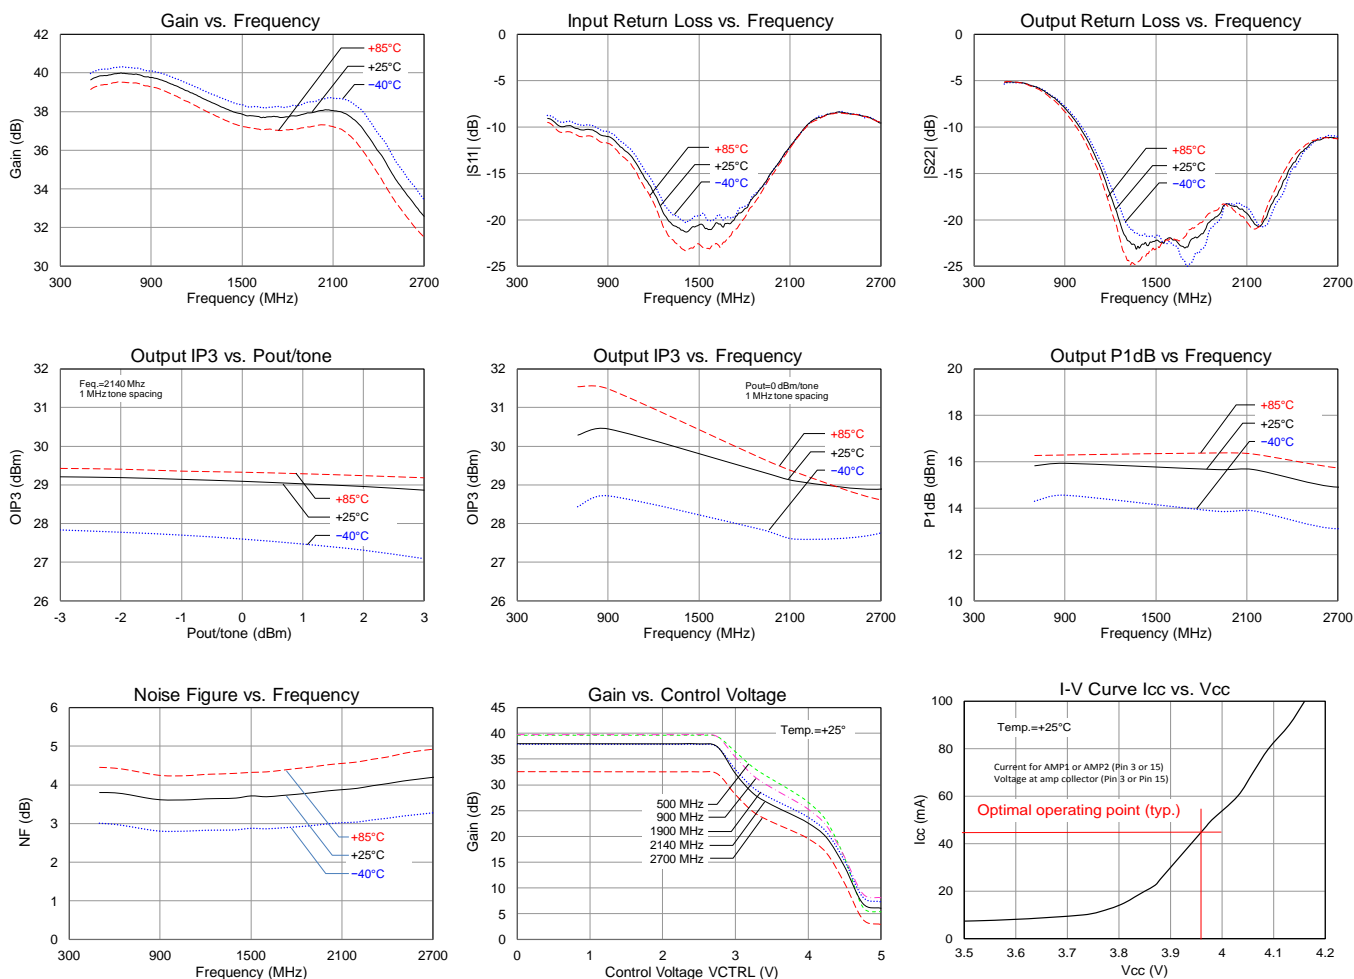 Gain vs. Frequency
42
40
38
36
34
32
30
Gain (dB)
+85°C
+25°C
−40°C
300
900
1500
2100
2700
Frequency (MHz)
Input Return Loss vs. Frequency
0
-5
-10
-15
-20
-25
|S11| (dB)
+85°C
+25°C
−40°C
300
900
1500
2100
2700
Frequency (MHz)
Output Return Loss vs. Frequency
0
-5
-10
-15
-20
-25
|S22| (dB)
+85°C
+25°C
−40°C
300
900
1500
2100
2700
Frequency (MHz)
Output IP3 vs. Pout/tone
32
31
30
29
28
27
26
OIP3 (dBm)
Feq.=2140 Mhz
1 MHz tone spacing
+85°C
+25°C
−40°C
-3
-2
-1
0
1
2
3
Pout/tone (dBm)
Output IP3 vs. Frequency
32
31
30
29
28
27
26
OIP3 (dBm)
Pout=0 dBm/tone
1 MHz tone spacing
+85°C
+25°C
−40°C
300
900
1500
2100
2700
Frequency (MHz)
Output P1dB vs Frequency
20
18
16
14
12
10
P1dB (dBm)
+85°C
+25°C
−40°C
300
900
1500
2100
2700
Frequency (MHz)
Noise Figure vs. Frequency
6
5
4
3
2
1
0
NF (dB)
+85°C
+25°C
−40°C
300
900
1500
2100
2700
Frequency (MHz)
Gain vs. Control Voltage
45
40
35
30
25
20
15
10
5
0
Gain (dB)
Temp.=+25°
500 MHz
900 MHz
1900 MHz
2140 MHz
2700 MHz
0
1
2
3
4
5
Control Voltage VCTRL (V)
I-V Curve Icc vs. Vcc
100
80
60
40
20
0
Icc (mA)
Temp.=+25°C
Current for AMP1 or AMP2 (Pin 3 or 15)
Voltage at amp collector (Pin 3 or Pin 15)
Optimal operating point (typ.)
3.5
3.6
3.7
3.8
3.9
4
4.1
4.2
Vcc (V)